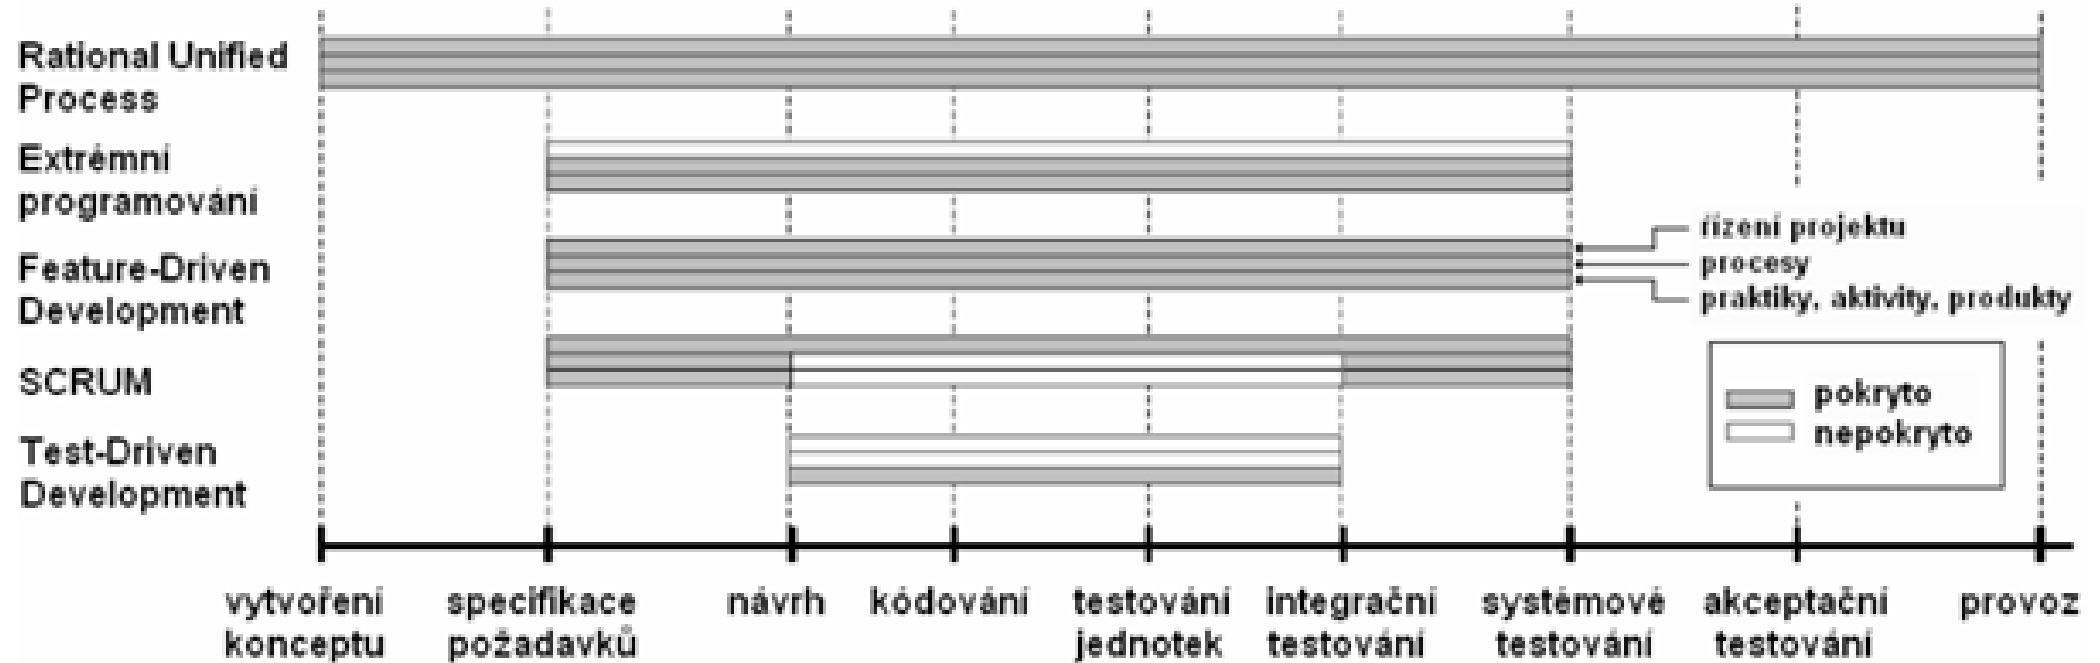 Rational Unified
Process
Extrémní
programování
řízení projektu
procesy
praktiky, aktivity, produkty
Feature-Driven
Development
SCRUM
pokryto
nepokryto
Test-Driven
Development
vytvoření
konceptu
specifikace
požadavků
návrh
kódování
testování
jednotek
integrační
testování
systémové
testování
akceptační
testování
provoz